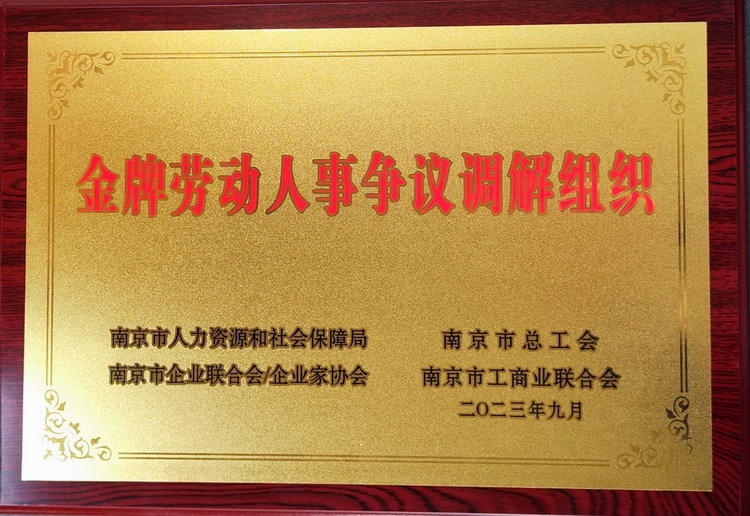 金牌劳动人事争议调解组织
南京市人力资源和社会保障局
南京市总工会
南京市企业联合会/企业家协会
南京市工商业联合会
二〇二三年九月